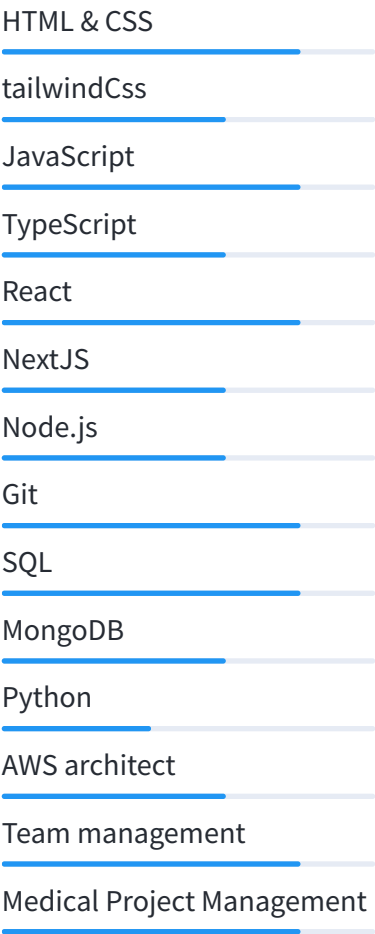 HTML & CSS
tailwindCss
JavaScript
TypeScript
React
NextJS
Node.js
Git
SQL
MongoDB
Python
AWS architect
Team management
Medical Project Management